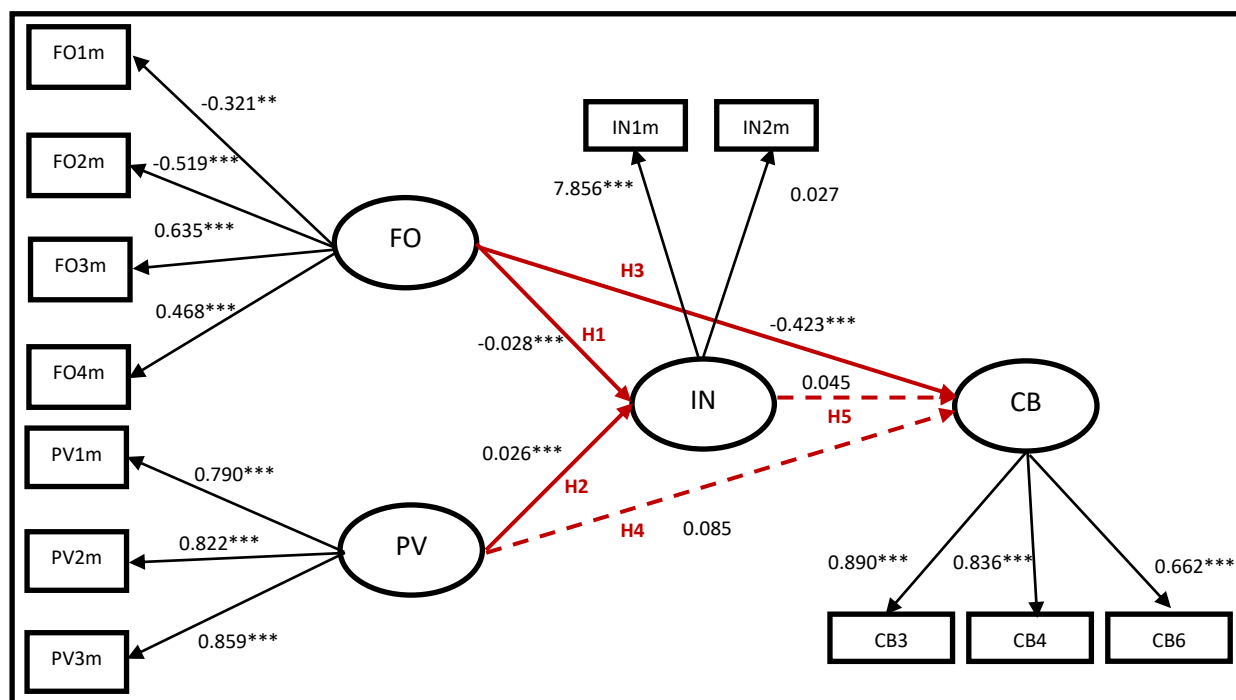 FO1m
-0.321**
IN1m
IN2m
FO2m
-0.519***
7.856***
0.027
FO
0.635***
FO3m
H3
0.468***
-0.423***
H1
-0.028***
FO4m
IN
0.045
CB
H5
PV1m
0.790***
0.026***
H2
PV2m
0.822***
PV
H4
0.085
0.890***
0.836***
0.662***
0.859***
PV3m
CB3
CB4
CB6